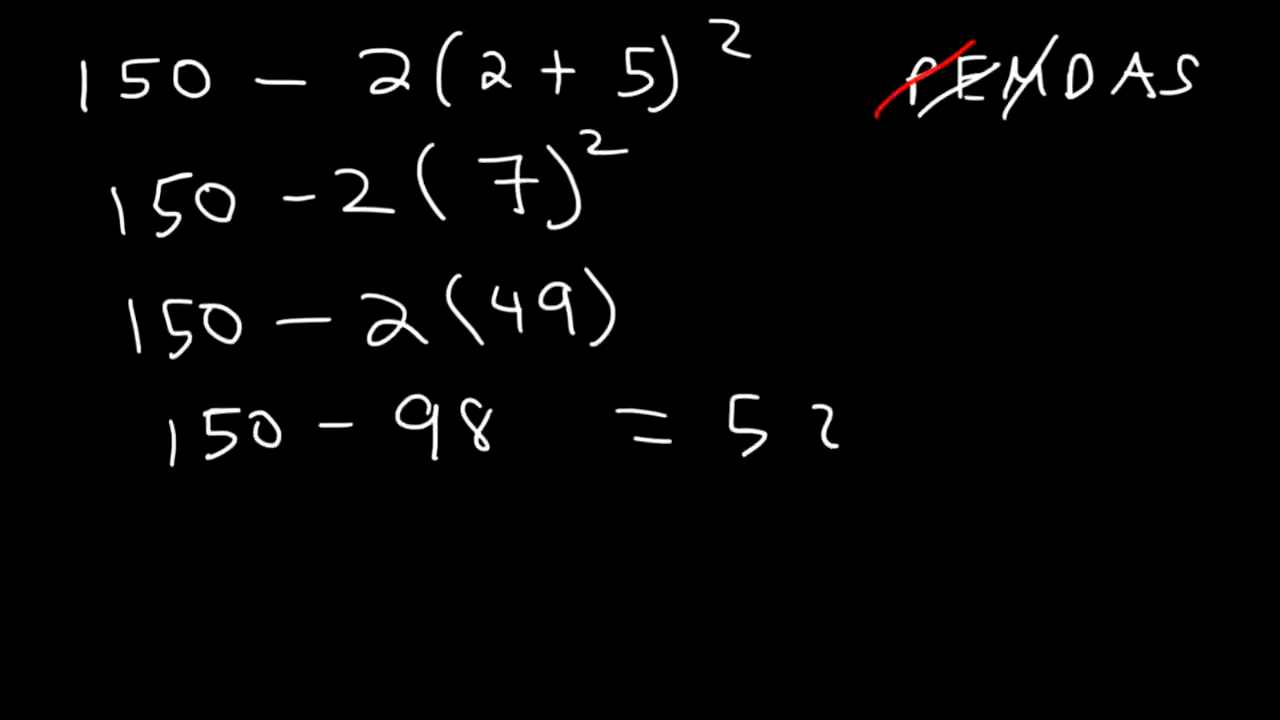 150 - 2(2 + 5)² PEMDAS
150 - 2(7)²
150 - 2(49)
150 - 98 = 52